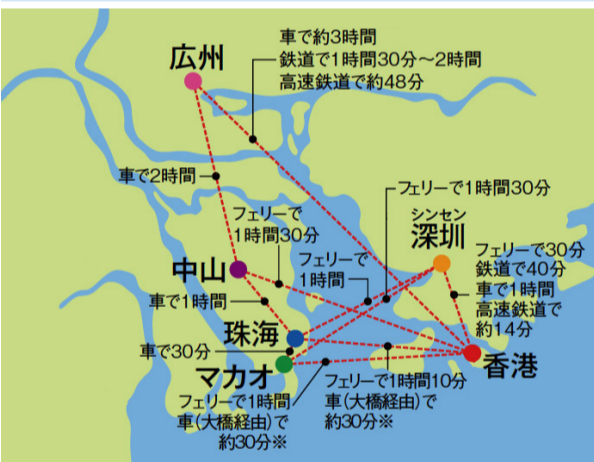 車で約3時間
鉄道で1時間30分～2時間
高速鉄道で約48分
広州
車で2時間
フェリーで1時間30分
フェリーで
1時間30分
シンセン
深圳
フェリーで
1時間
フェリーで30分
鉄道で40分
車で1時間
高速鉄道で
約14分
中山
車で1時間
珠海
車で30分
マカオ
香港
フェリーで1時間
車(大橋経由)で
約30分※
フェリーで1時間10分
車(大橋経由)で
約30分※